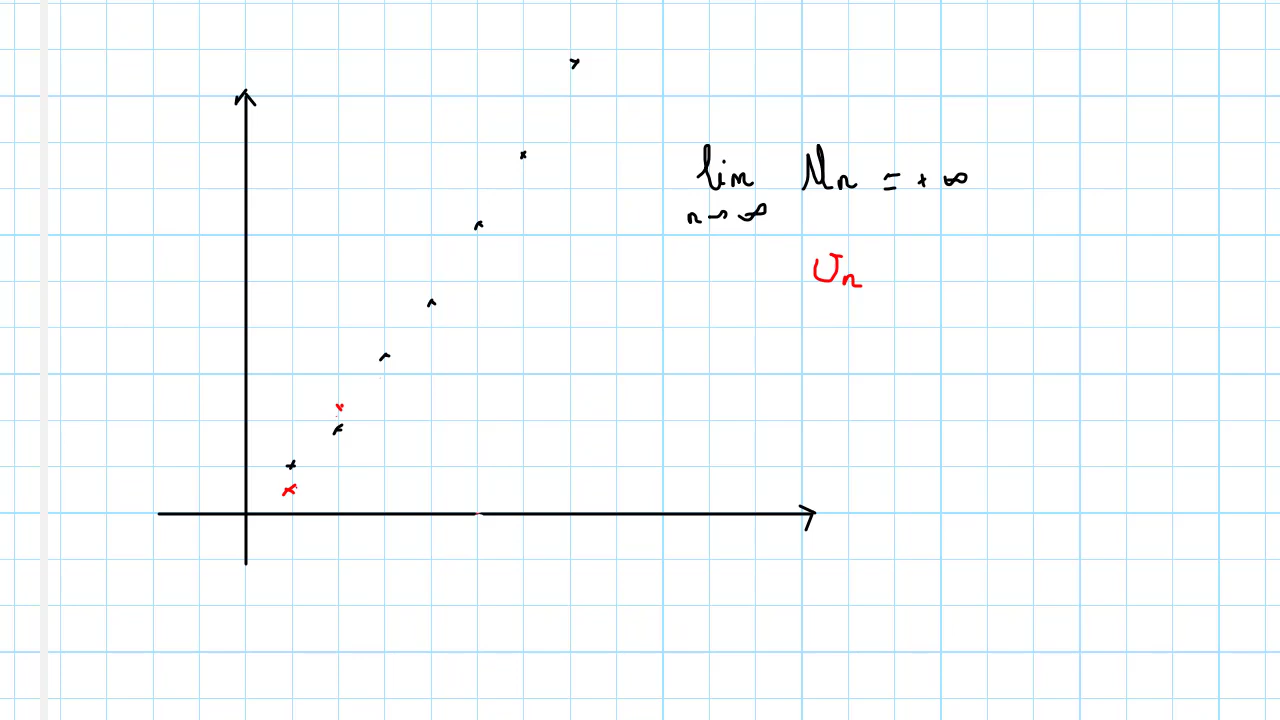 lim Un = +∞
n→∞
Un